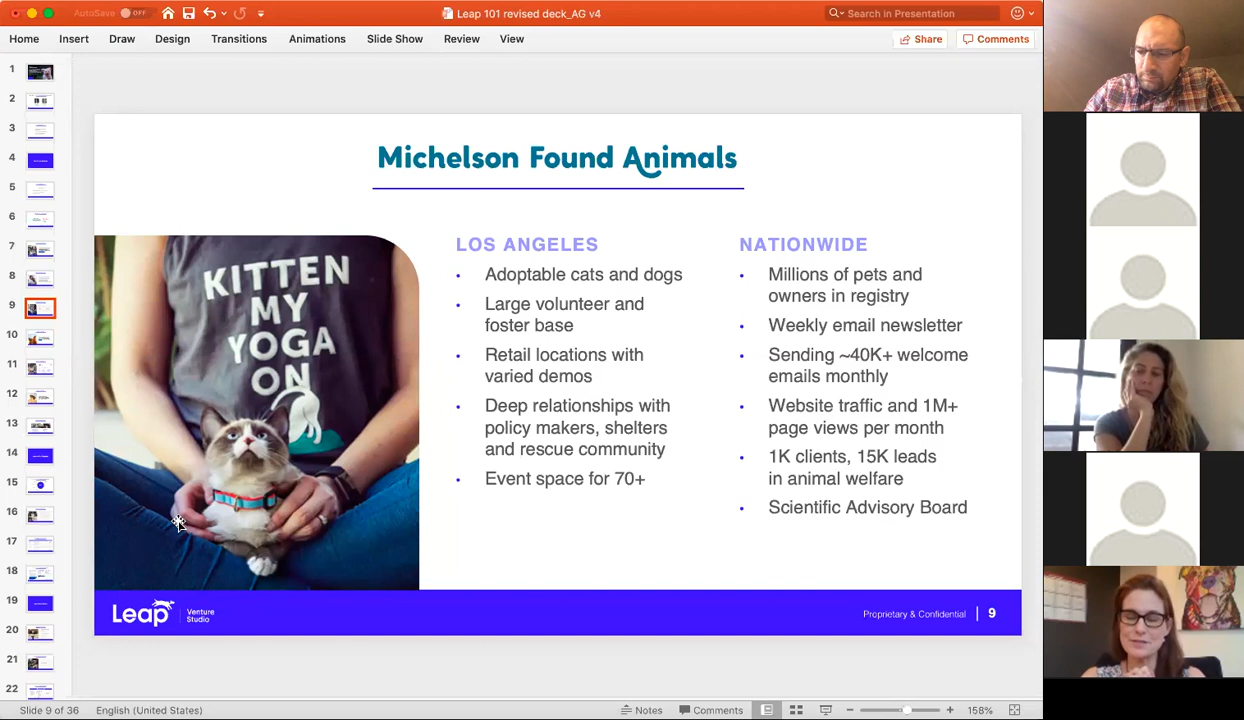 AutoSave OFF
Leap 101 revised deck_AG v4
Search in Presentation
Home Insert Draw Design Transitions Animations Slide Show Review View
Share Comments
1
2
3
4
5
6
7
8
9
10
11
12
13
14
15
16
17
18
19
20
21
22
Michelson Found Animals
KITTEN
MY
YOGA
ON
LOS ANGELES
• Adoptable cats and dogs
• Large volunteer and
foster base
• Retail locations with
varied demos
• Deep relationships with
policy makers, shelters
and rescue community
• Event space for 70+
NATIONWIDE
• Millions of pets and
owners in registry
• Weekly email newsletter
• Sending ~40K+ welcome
emails monthly
• Website traffic and 1M+
page views per month
• 1K clients, 15K leads
in animal welfare
• Scientific Advisory Board
Leap Venture
Studio
Proprietary & Confidential | 9
Slide 9 of 36 English (United States)
Notes Comments 158%